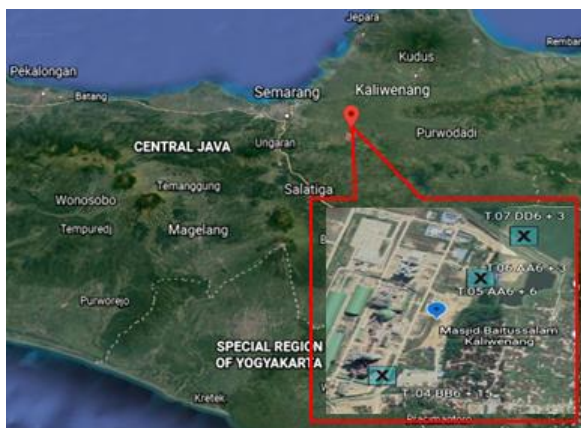 Jepara
Rembang
Kudus
Pekalongan
Batang
Semarang
Kaliwenang
Ungaran
CENTRAL JAVA
Purwodadi
Temanggung
Salatiga
Wonosobo
Tempuredj
Magelang
T.07 DD6 + 3
T.06 AA6 + 3
T.05 AA6 + 6
Masjid Baitussalam
Kaliwenang
Purworejo
SPECIAL REGION
OF YOGYAKARTA
T.04 BB6 + 15
Kretek